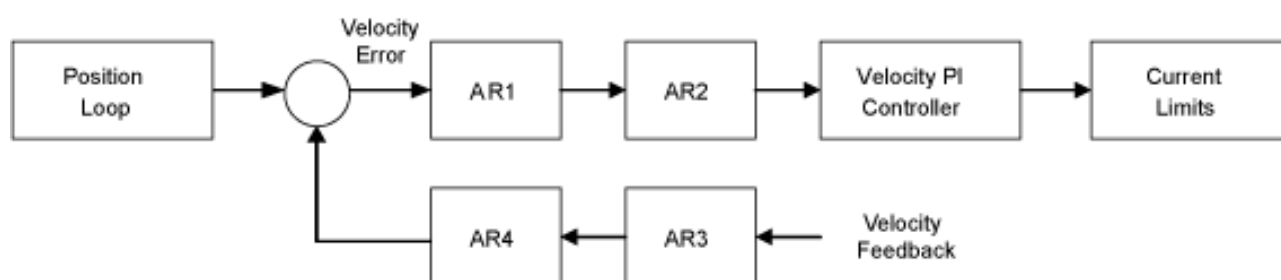 Velocity
Error
Position
Loop
AR1
AR2
Velocity PI
Controller
Current
Limits
AR4
AR3
Velocity
Feedback